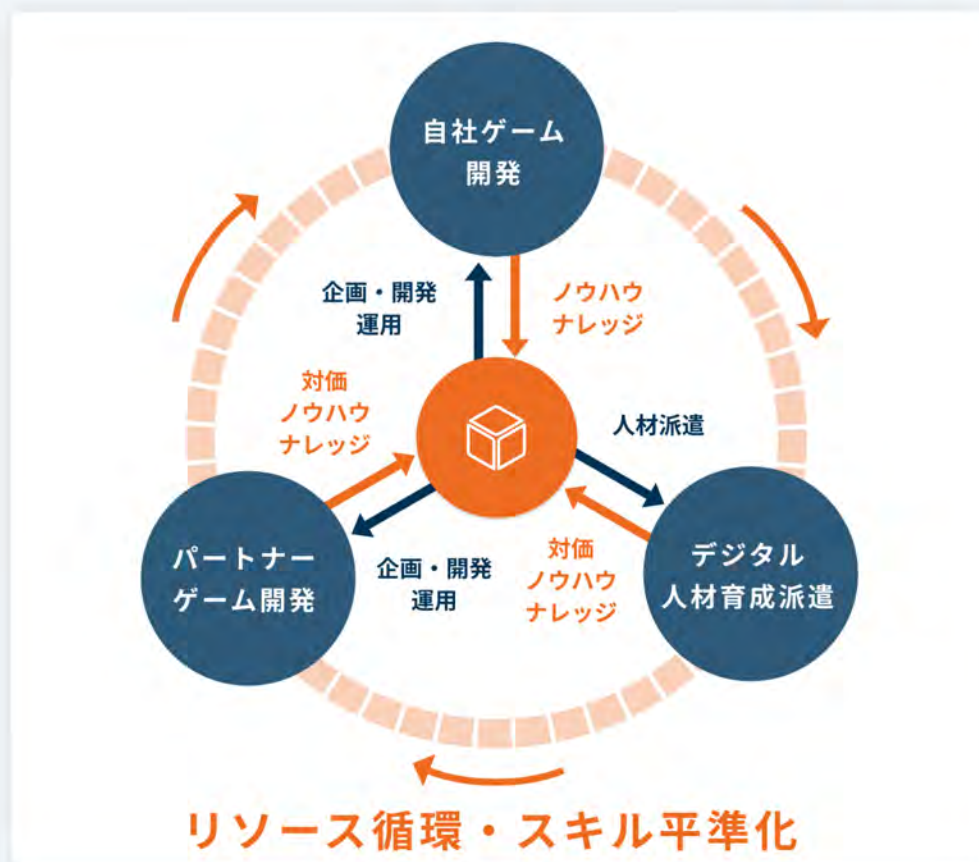 自社ゲーム
開発
企画・開発
運用
ノウハウ
ナレッジ
対価
ノウハウ
ナレッジ
人材派遣
パートナー
ゲーム開発
企画・開発
運用
対価
ノウハウ
ナレッジ
デジタル
人材育成派遣
リソース循環・スキル平準化